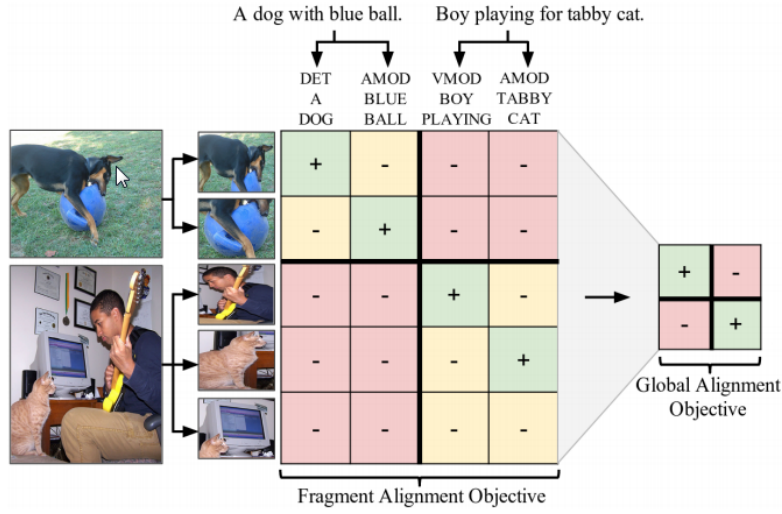 A dog with blue ball. Boy playing for tabby cat.
DET AMOD VMOD AMOD
A BLUE BOY TABBY
DOG BALL PLAYING CAT
+ - - -
- + - -
- - + -
- - - +
- - - -
+ -
- +
Global Alignment
Objective
Fragment Alignment Objective